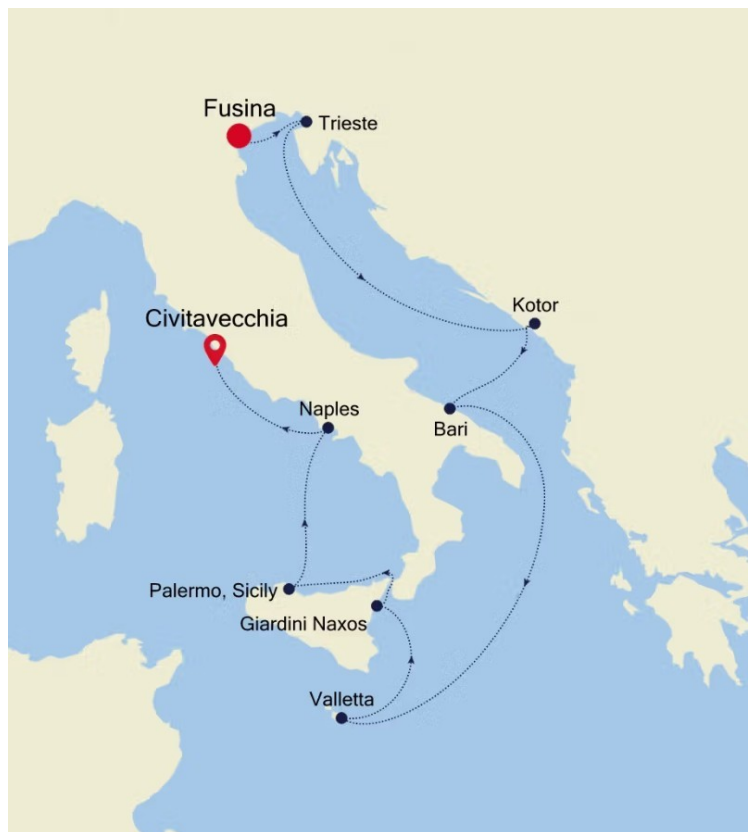 Fusina
Trieste
Kotor
Civitavecchia
Naples
Bari
Palermo, Sicily
Giardini Naxos
Valletta